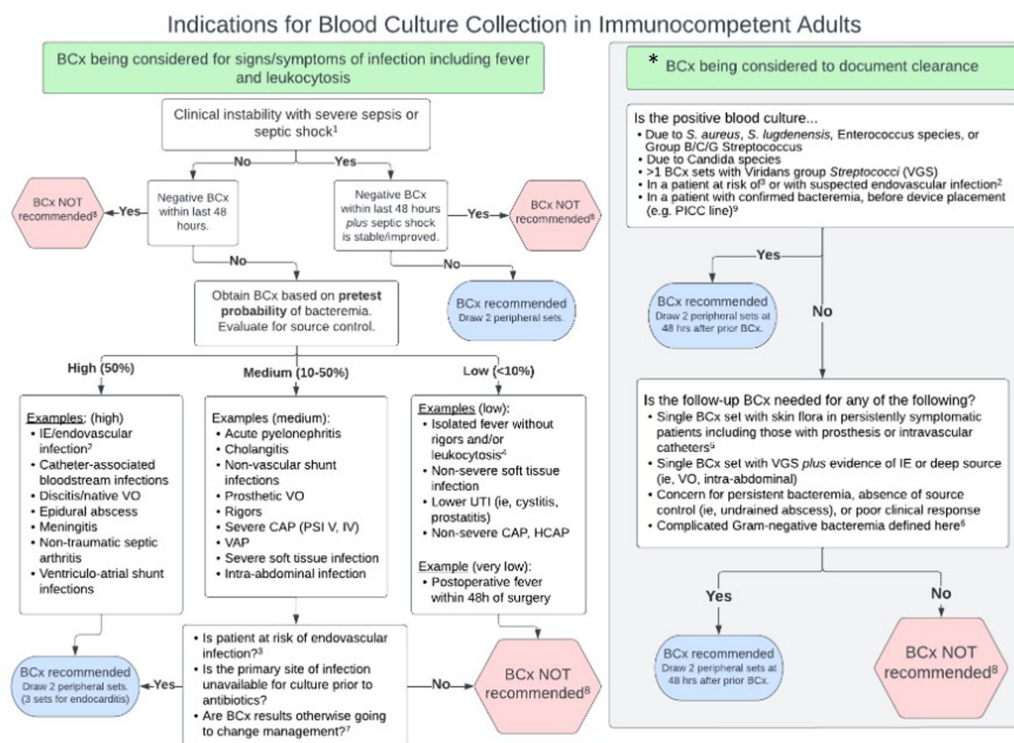 Indications for Blood Culture Collection in Immunocompetent Adults
BCx being considered for signs/symptoms of infection including fever
and leukocytosis
Clinical instability with severe sepsis or
septic shock¹
No
Yes
BCx NOT
recommended⁸
Yes
Negative BCx
within last 48
hours.
Negative BCx
within last 48 hours
plus septic shock
is stable/improved.
Yes
BCx NOT
recommended⁸
No
No
Obtain BCx based on pretest
probability of bacteremia.
Evaluate for source control.
BCx recommended
Draw 2 peripheral sets.
High (50%)
Medium (10-50%)
Low (<10%)
Examples: (high)
• IE/endovascular
infection²
• Catheter-associated
bloodstream infections
• Discitis/native VO
• Epidural abscess
• Meningitis
• Non-traumatic septic
arthritis
• Ventriculo-atrial shunt
infections
Examples (medium):
• Acute pyelonephritis
• Cholangitis
• Non-vascular shunt
infections
• Prosthetic VO
• Rigors
• Severe CAP (PSI V, IV)
• VAP
• Severe soft tissue infection
• Intra-abdominal infection
Examples (low):
• Isolated fever without
rigors and/or
leukocytosis⁴
• Non-severe soft tissue
infection
• Lower UTI (ie, cystitis,
prostatitis)
• Non-severe CAP, HCAP
Example (very low):
• Postoperative fever
within 48h of surgery
BCx recommended
Draw 2 peripheral sets.
(3 sets for endocarditis)
Yes
• Is patient at risk of endovascular
infection?³
• Is the primary site of infection
unavailable for culture prior to
antibiotics?
• Are BCx results otherwise going
to change management?⁷
No
BCx NOT
recommended⁸
* BCx being considered to document clearance
Is the positive blood culture...
• Due to S. aureus, S. lugdenensis, Enterococcus species, or
Group B/C/G Streptococcus
• Due to Candida species
• >1 BCx sets with Viridans group Streptococci (VGS)
• In a patient at risk of³ or with suspected endovascular infection²
• In a patient with confirmed bacteremia, before device placement
(e.g. PICC line)⁹
Yes
BCx recommended
Draw 2 peripheral sets at
48 hrs after prior BCx.
No
Is the follow-up BCx needed for any of the following?
• Single BCx set with skin flora in persistently symptomatic
patients including those with prosthesis or intravascular
catheters⁵
• Single BCx set with VGS plus evidence of IE or deep source
(ie, VO, intra-abdominal)
• Concern for persistent bacteremia, absence of source
control (ie, undrained abscess), or poor clinical response
• Complicated Gram-negative bacteremia defined here⁶
Yes
No
BCx recommended
Draw 2 peripheral sets at
48 hrs after prior BCx.
BCx NOT
recommended⁸